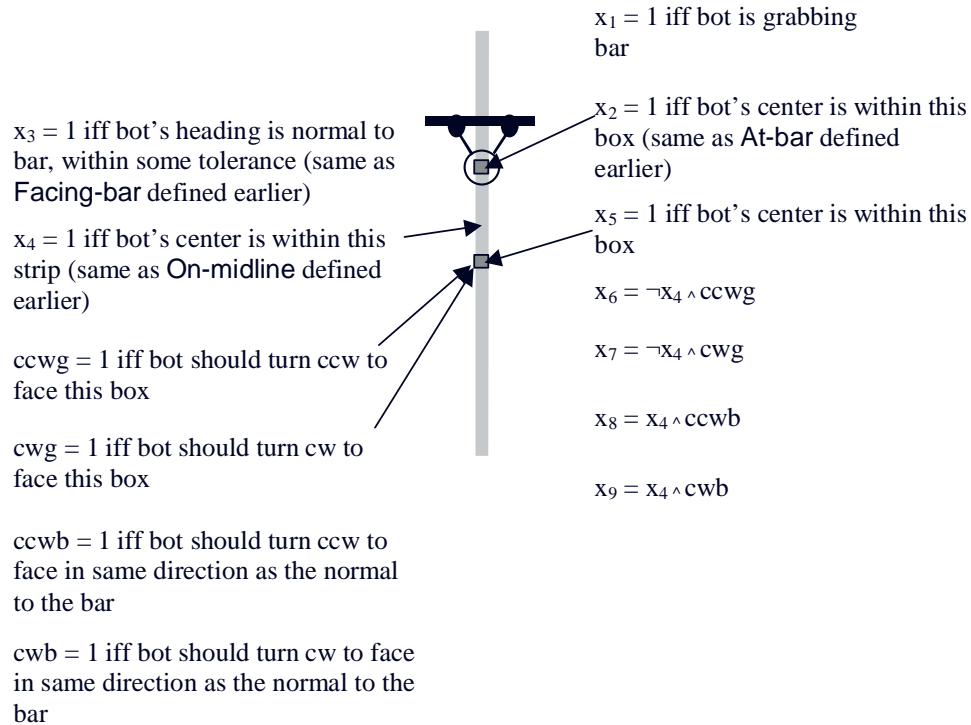 x₁ = 1 iff bot is grabbing
bar
x₂ = 1 iff bot's center is within this
box (same as At-bar defined
earlier)
x₃ = 1 iff bot's heading is normal to
bar, within some tolerance (same as
Facing-bar defined earlier)
x₄ = 1 iff bot's center is within this
strip (same as On-midline defined
earlier)
x₅ = 1 iff bot's center is within this
box
x₆ = ¬x₄ ^ ccwg
x₇ = ¬x₄ ^ cwg
x₈ = x₄ ^ ccwb
x₉ = x₄ ^ cwb
ccwg = 1 iff bot should turn ccw to
face this box
cwg = 1 iff bot should turn cw to
face this box
ccwb = 1 iff bot should turn ccw to
face in same direction as the normal
to the bar
cwb = 1 iff bot should turn cw to face
in same direction as the normal to the
bar